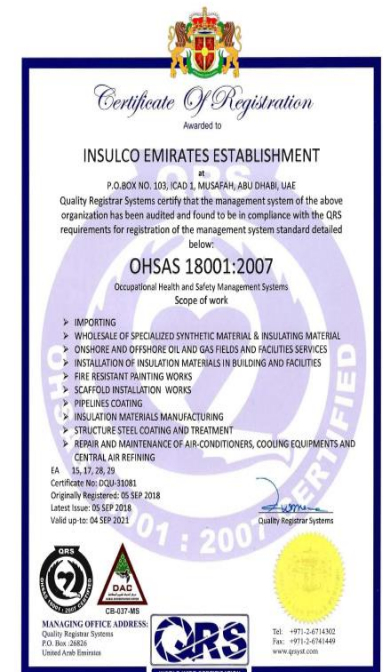 Certificate Of Registration
Awarded to
INSULCO EMIRATES ESTABLISHMENT
at
P.O.BOX NO. 103, ICAD 1, MUSAFAH, ABU DHABI, UAE
Quality Registrar Systems certify that the management system of the above
organization has been audited and found to be in compliance with the QRS
requirements for registration of the management system standard detailed
below:
OHSAS 18001:2007
Occupational Health and Safety Management Systems
Scope of work
➢ IMPORTING
➢ WHOLESALE OF SPECIALIZED SYNTHETIC MATERIAL & INSULATING MATERIAL
➢ ONSHORE AND OFFSHORE OIL AND GAS FIELDS AND FACILITIES SERVICES
➢ INSTALLATION OF INSULATION MATERIALS IN BUILDING AND FACILITIES
➢ FIRE RESISTANT PAINTING WORKS
➢ SCAFFOLD INSTALLATION WORKS
➢ PIPELINES COATING
➢ INSULATION MATERIALS MANUFACTURING
➢ STRUCTURE STEEL COATING AND TREATMENT
➢ REPAIR AND MAINTENANCE OF AIR-CONDITIONERS, COOLING EQUIPMENTS AND
CENTRAL AIR REFINING
EA 15, 17, 28, 29
Certificate No: DQU-31081
Originally Registered: 05 SEP 2018
Latest Issue: 05 SEP 2018
Valid up-to: 04 SEP 2021
Quality Registrar Systems
QRS
OHSAS 18001 : 2007 CERTIFIED
DAC
CB-037-MS
MANAGING OFFICE ADDRESS:
Quality Registrar Systems
P.O. Box :26826
United Arab Emirates
QRS
Tel: +971-2-6714302
Fax: +971-2-6741449
www.qrsyst.com